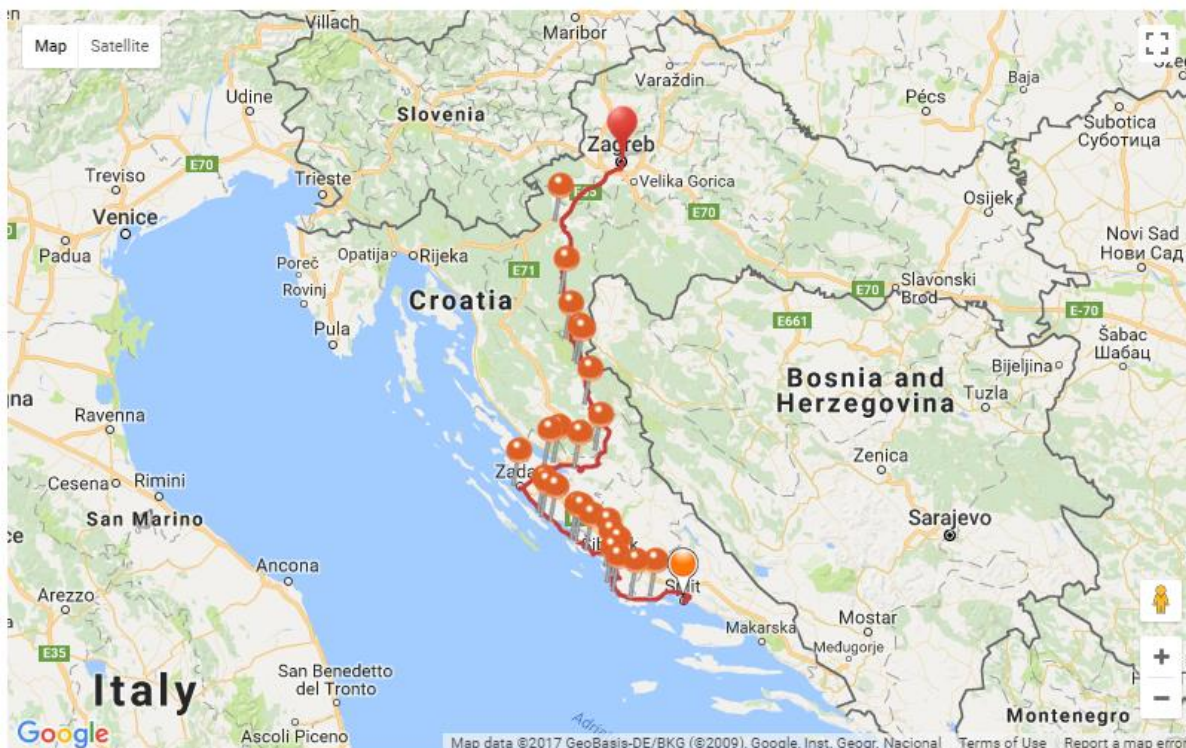 Map
Satellite
Villach
Maribor
Varaždin
Udine
Slovenia
Baja
Pécs
Subotica
Суботица
Zagreb
E70
Treviso
Trieste
Velika Gorica
Venice
Padua
E70
Osijek
Novi Sad
Нови Сад
Opatija
Rijeka
Poreč
Rovinj
E71
Croatia
E70
Slavonski
Brod
E-70
Pula
E661
Šabac
Шабац
Bijeljina
Bosnia and
Herzegovina
Tuzla
Ravenna
Zenica
Cesena
Rimini
San Marino
Sarajevo
Ancona
Split
Arezzo
Mostar
Makarska
Međugorje
E35
San Benedetto
del Tronto
Italy
Montenegro
Google
Ascoli Piceno
Map data ©2017 GeoBasis-DE/BKG (©2009), Google, Inst. Geogr. Nacional
Terms of Use
Report a map error